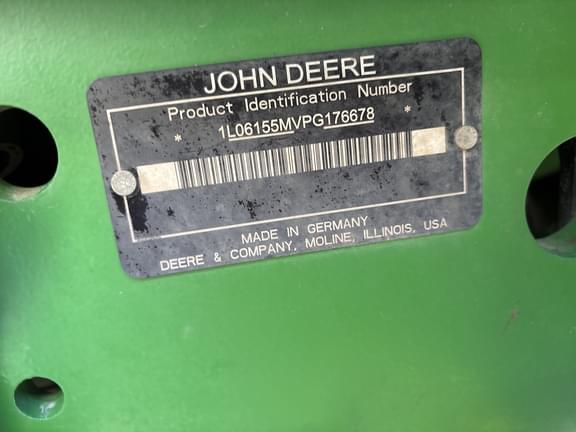 JOHN DEERE
Product Identification Number
* 1L06155MVPG176678 *
MADE IN GERMANY
DEERE & COMPANY, MOLINE, ILLINOIS, USA